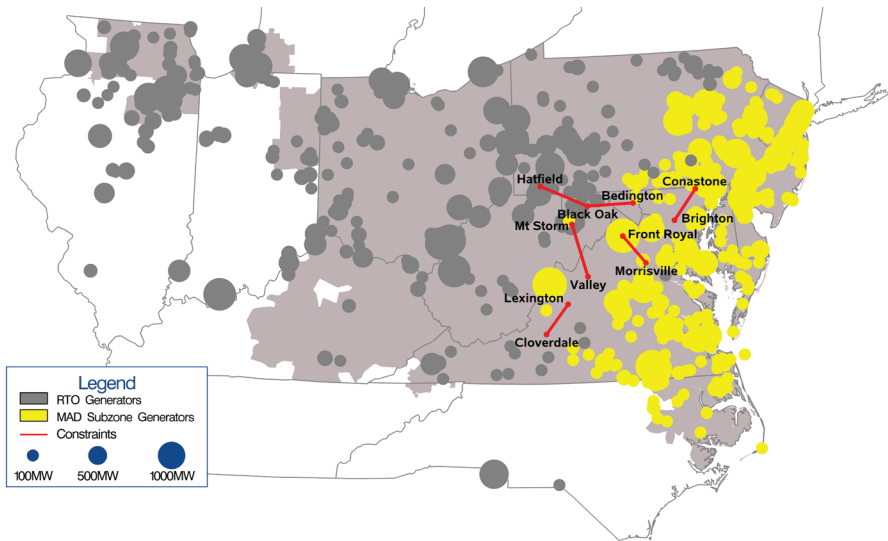 Hatfield
Conastone
Bedington
Black Oak
Brighton
Mt Storm
Front Royal
Morrisville
Valley
Lexington
Cloverdale
Legend
RTO Generators
MAD Subzone Generators
Constraints
100MW 500MW 1000MW